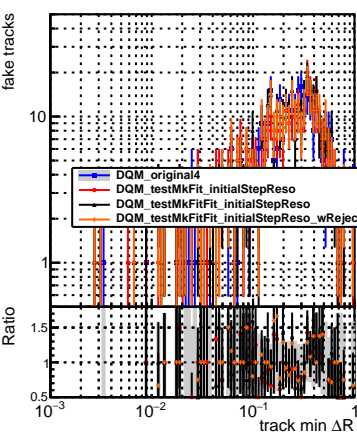 fake tracks
10
DQM_original4
DQM_testMkFit_initialStepReso
DQM_testMkFitFit_initialStepReso
DQM_testMkFitFit_initialStepReso_wRejec
1
Ratio
1.5
1
0.5
10⁻³ 10⁻² 10⁻¹ 1
track min ΔR